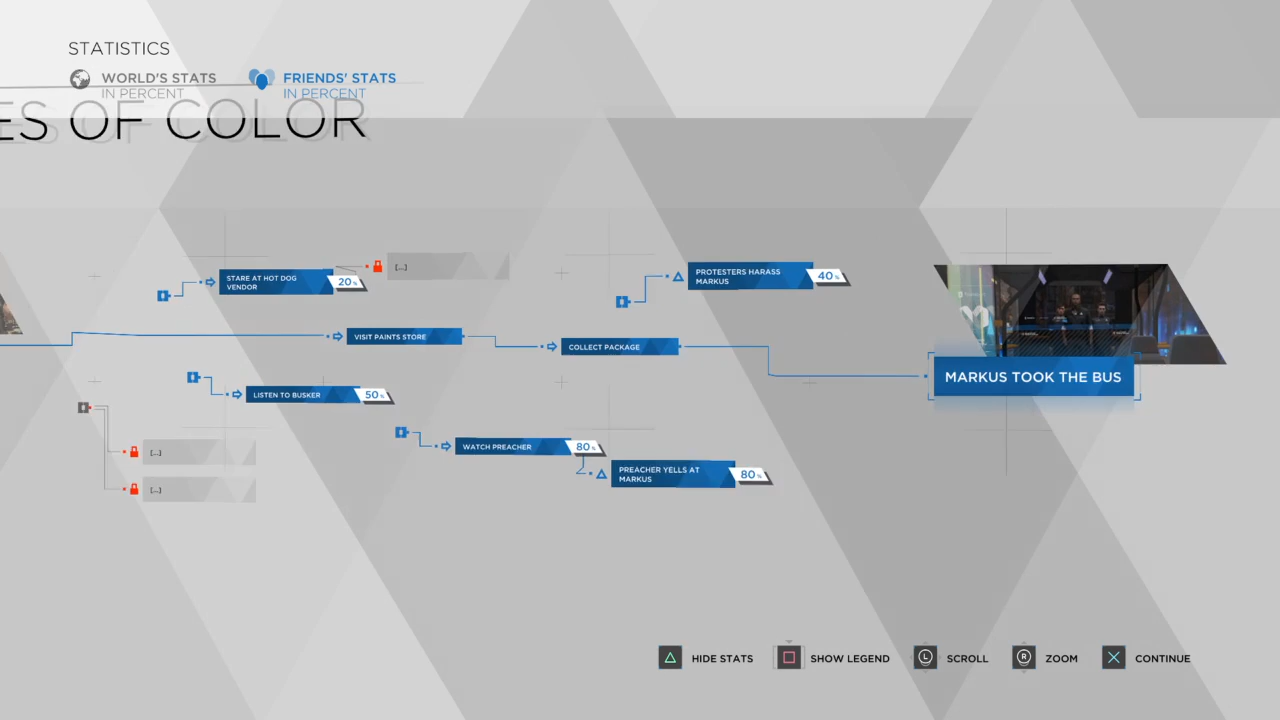 STATISTICS
WORLD'S STATS
IN PERCENT
FRIENDS' STATS
IN PERCENT
ES OF COLOR
STARE AT HOT DOG
VENDOR
20%
[...]
PROTESTERS HARASS
MARKUS
40%
VISIT PAINTS STORE
COLLECT PACKAGE
MARKUS TOOK THE BUS
LISTEN TO BUSKER
50%
WATCH PREACHER
80%
[...]
PREACHER YELLS AT
MARKUS
80%
[...]
HIDE STATS
SHOW LEGEND
L
SCROLL
R
ZOOM
CONTINUE